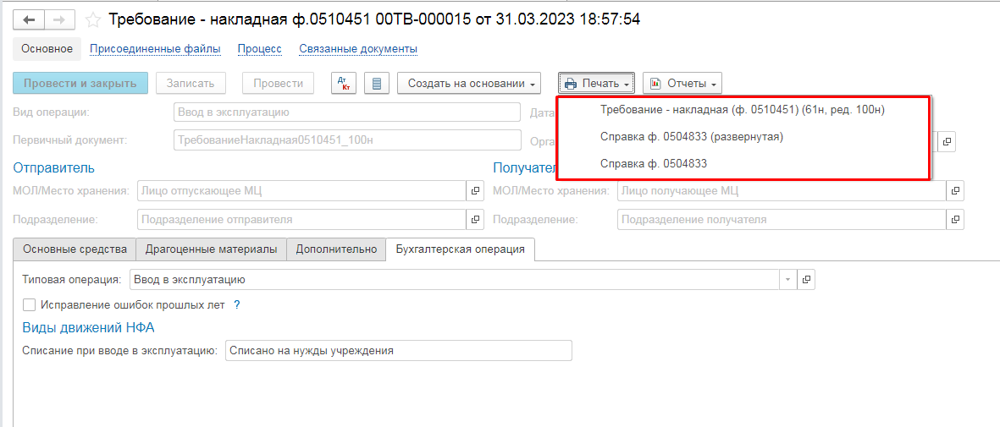 Требование - накладная ф.0510451 00ТВ-000015 от 31.03.2023 18:57:54
Основное Присоединенные файлы Процесс Связанные документы
Провести и закрыть Записать Провести Дт Кт Создать на основании Печать Отчеты
Требование - накладная (ф. 0510451) (61н, ред. 100н)
Справка ф. 0504833 (развернутая)
Справка ф. 0504833
Вид операции: Ввод в эксплуатацию Дата
Первичный документ: ТребованиеНакладная0510451_100н Орга
Отправитель Получател
МОЛ/Место хранения: Лицо отпускающее МЦ МОЛ/Место хранения: Лицо получающее МЦ
Подразделение: Подразделение отправителя Подразделение: Подразделение получателя
Основные средства Драгоценные материалы Дополнительно Бухгалтерская операция
Типовая операция: Ввод в эксплуатацию
Исправление ошибок прошлых лет ?
Виды движений НФА
Списание при вводе в эксплуатацию: Списано на нужды учреждения